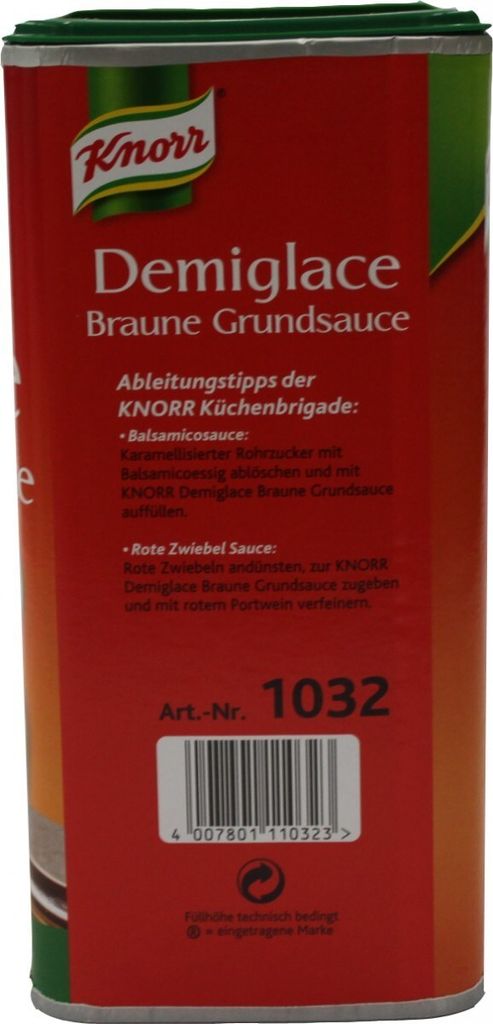 Knorr®
Demiglace
Braune Grundsauce
Ableitungstipps der
KNORR Küchenbrigade:
• Balsamicosauce:
Karamellisierter Rohrzucker mit
Balsamicoessig ablöschen und mit
KNORR Demiglace Braune Grundsauce
auffüllen.
• Rote Zwiebel Sauce:
Rote Zwiebeln andünsten, zur KNORR
Demiglace Braune Grundsauce zugeben
und mit rotem Portwein verfeinern.
Art.-Nr. 1032
4 007801 110323 >
Füllhöhe technisch bedingt
® = eingetragene Marke
e
e